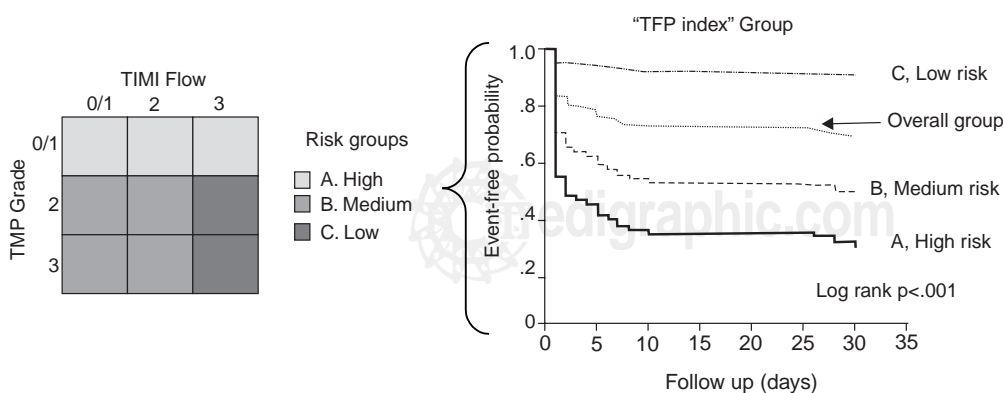 TIMI Flow
0/1 2 3
TMP Grade
0/1
2
3
Risk groups
A. High
B. Medium
C. Low
“TFP index” Group
Event-free probability
1.0
.8
.6
.4
.2
0
0 5 10 15 20 25 30 35
Follow up (days)
C, Low risk
Overall group
B, Medium risk
A, High risk
Log rank p<.001
medigraphic.com